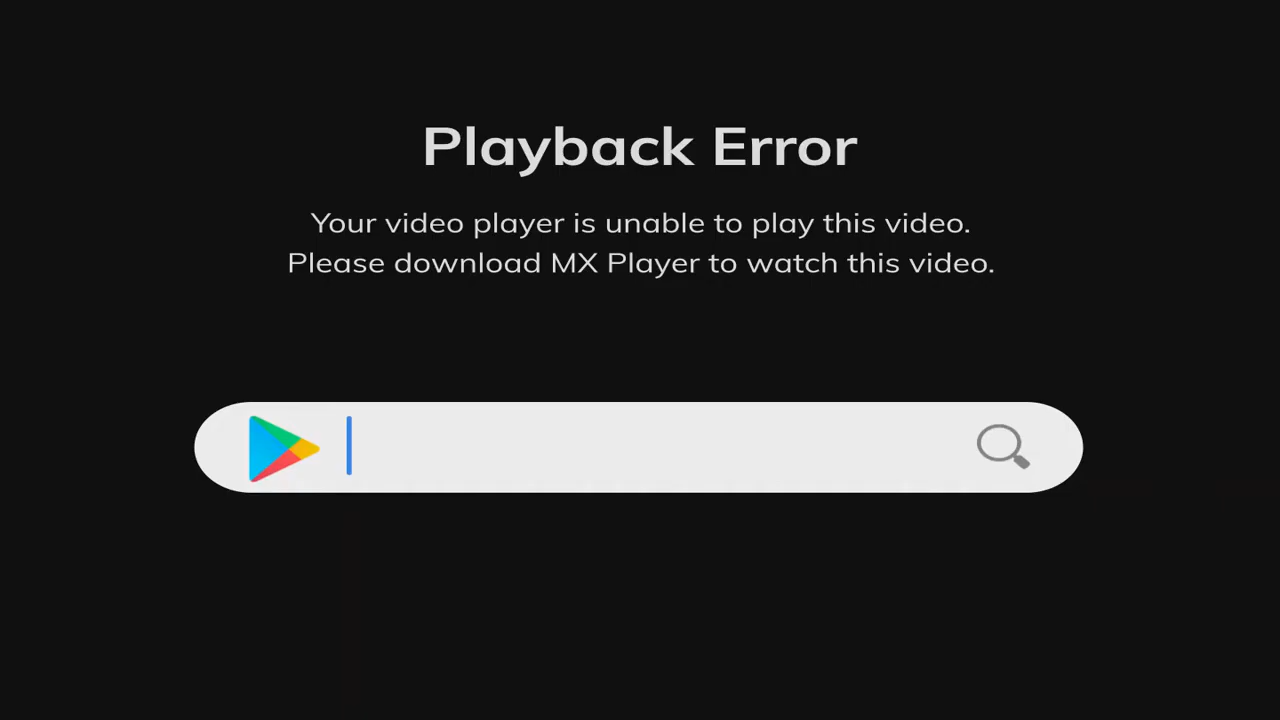 Playback Error
Your video player is unable to play this video.
Please download MX Player to watch this video.